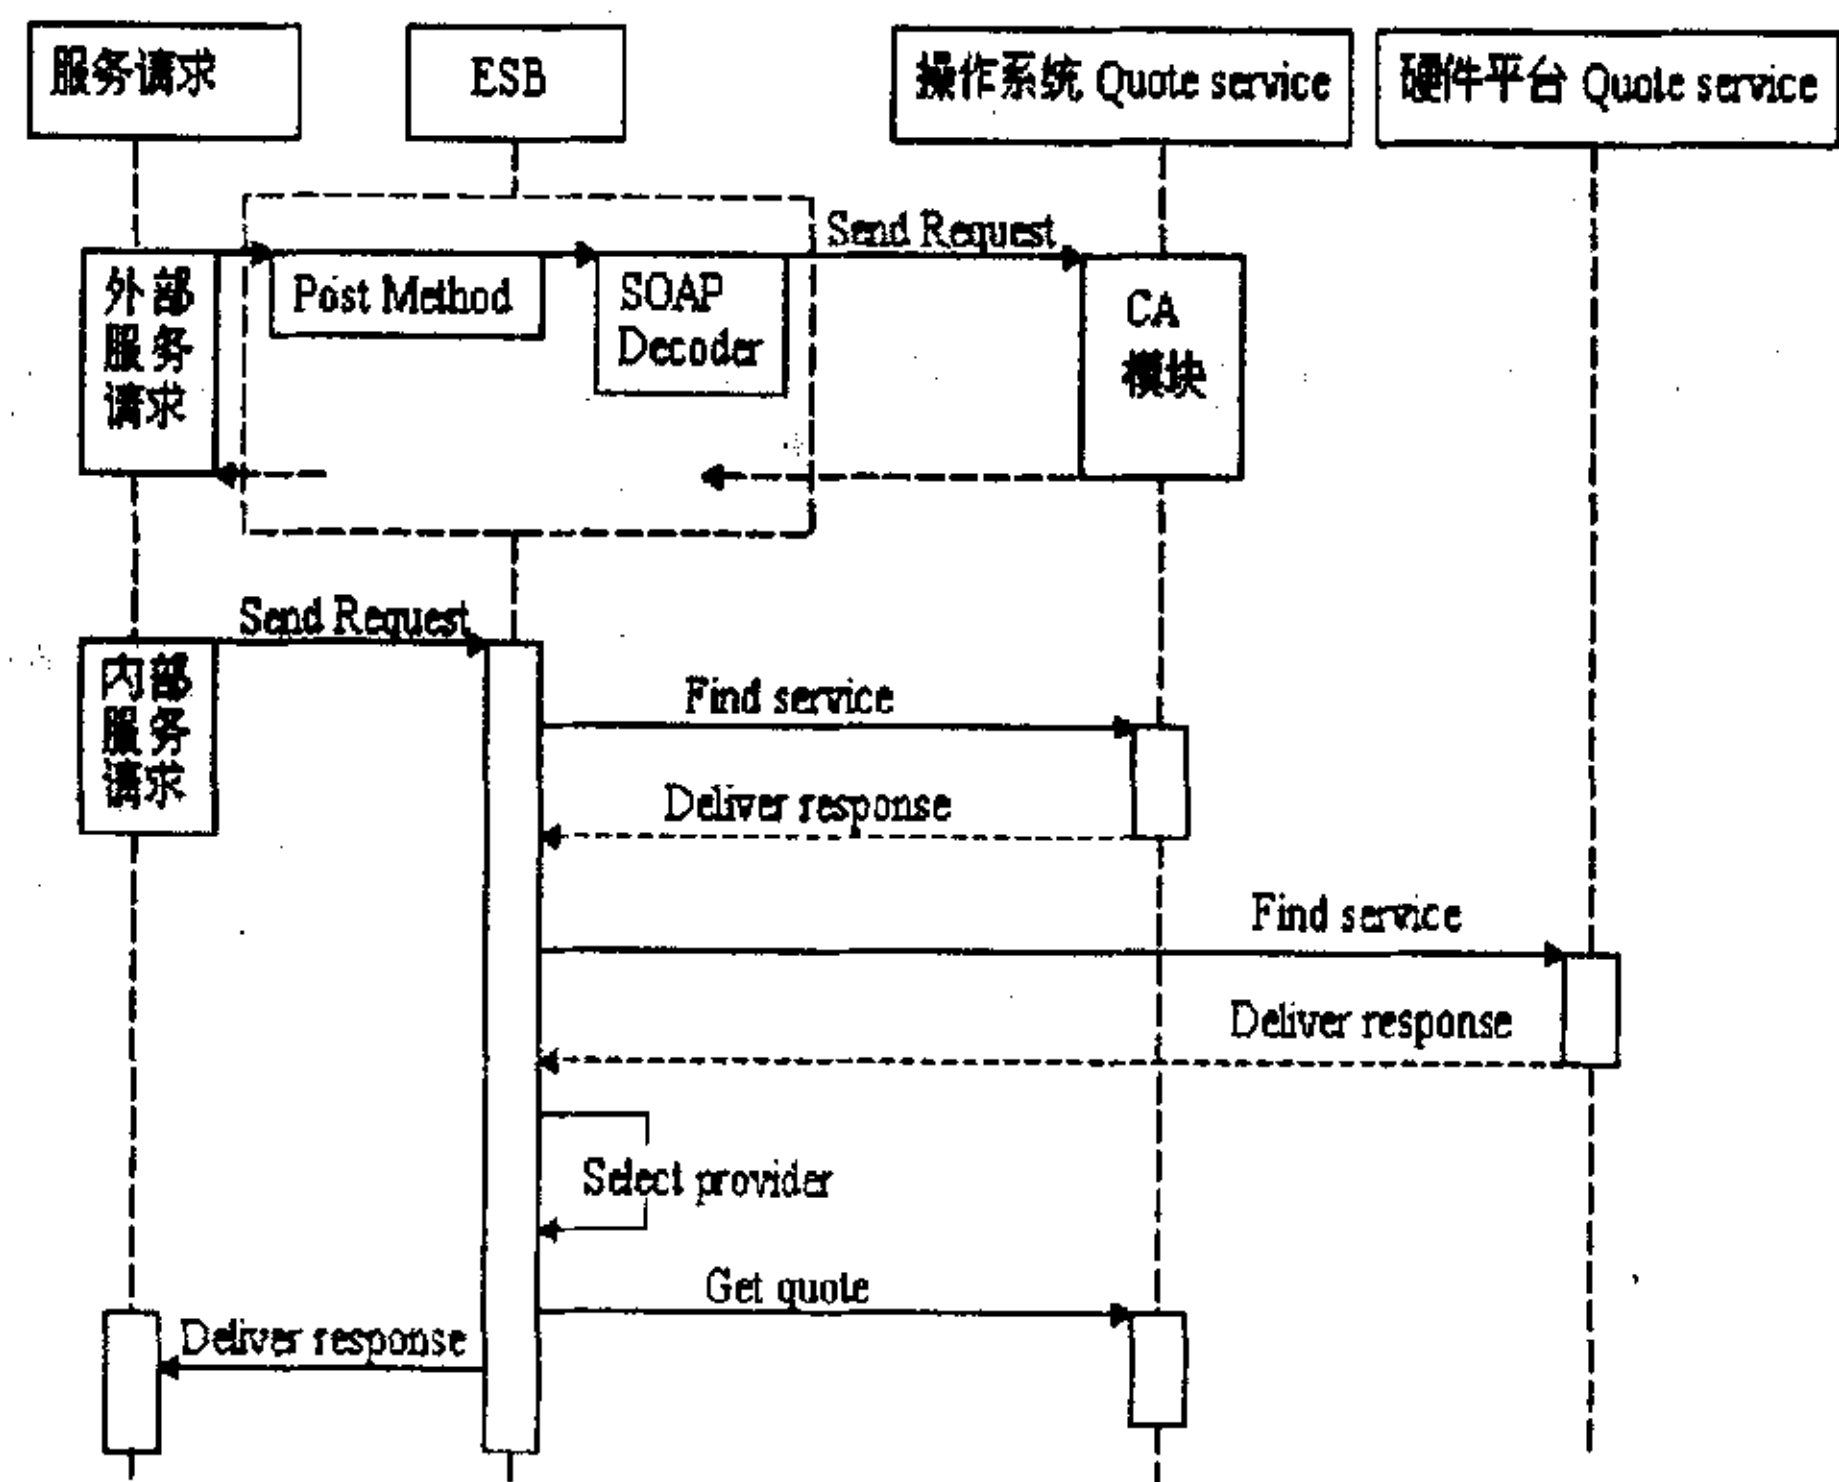 服务请求
ESB
操作系统 Quote service
硬件平台 Quote service
Send Request
外部
服务
请求
Post Method
SOAP
Decoder
CA
模块
Send Request
内部
服务
请求
Find service
Deliver response
Find service
Deliver response
Select provider
Get quote
Deliver response